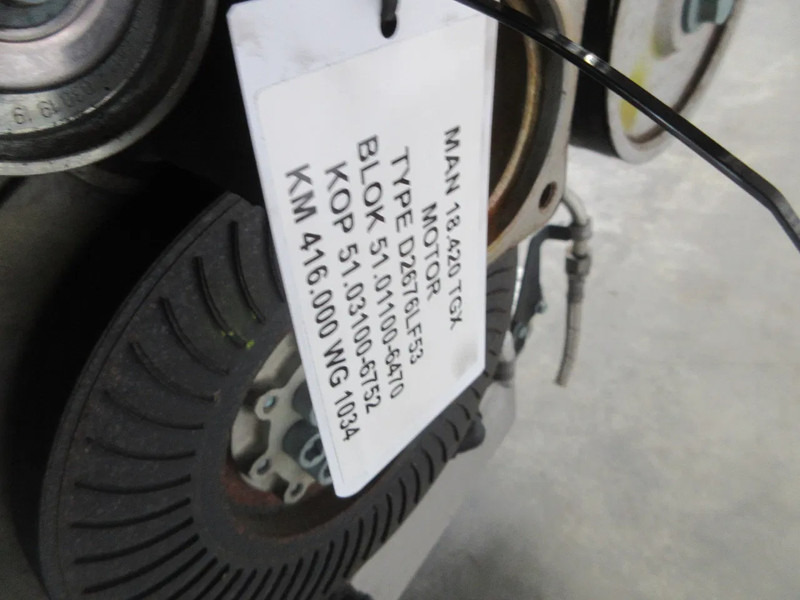 MAN 18.420 TGX
MOTOR
TYPE D2676LF53
BLOK 51.01100-6470
KOP 51.03100-6752
KM 416.000 WG 1034